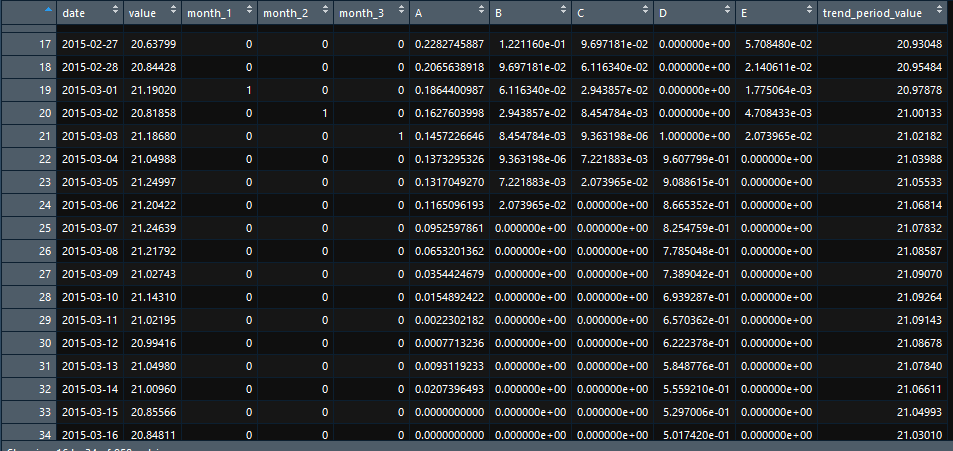 date value month_1 month_2 month_3 A B C D E trend_period_value
17 2015-02-27 20.63799 0 0 0 0.2282745887 1.221160e-01 9.697181e-02 0.000000e+00 5.708480e-02 20.93048
18 2015-02-28 20.84428 0 0 0 0.2065638918 9.697181e-02 6.116340e-02 0.000000e+00 2.140611e-02 20.95484
19 2015-03-01 21.19020 1 0 0 0.1864400987 6.116340e-02 2.943857e-02 0.000000e+00 1.775064e-03 20.97878
20 2015-03-02 20.81858 0 1 0 0.1627603998 2.943857e-02 8.454784e-03 0.000000e+00 4.708433e-03 21.00133
21 2015-03-03 21.18680 0 0 1 0.1457226646 8.454784e-03 9.363198e-06 1.000000e+00 2.073965e-02 21.02182
22 2015-03-04 21.04988 0 0 0 0.1373295326 9.363198e-06 7.221883e-03 9.607799e-01 0.000000e+00 21.03988
23 2015-03-05 21.24997 0 0 0 0.1317049270 7.221883e-03 2.073965e-02 9.088615e-01 0.000000e+00 21.05533
24 2015-03-06 21.20422 0 0 0 0.1165096193 2.073965e-02 0.000000e+00 8.665352e-01 0.000000e+00 21.06814
25 2015-03-07 21.24639 0 0 0 0.0952597861 0.000000e+00 0.000000e+00 8.254759e-01 0.000000e+00 21.07832
26 2015-03-08 21.21792 0 0 0 0.0653201362 0.000000e+00 0.000000e+00 7.785048e-01 0.000000e+00 21.08587
27 2015-03-09 21.02743 0 0 0 0.0354424679 0.000000e+00 0.000000e+00 7.389042e-01 0.000000e+00 21.09070
28 2015-03-10 21.14310 0 0 0 0.0154892422 0.000000e+00 0.000000e+00 6.939287e-01 0.000000e+00 21.09264
29 2015-03-11 21.02195 0 0 0 0.0022302182 0.000000e+00 0.000000e+00 6.570362e-01 0.000000e+00 21.09143
30 2015-03-12 20.99416 0 0 0 0.0007713236 0.000000e+00 0.000000e+00 6.222378e-01 0.000000e+00 21.08678
31 2015-03-13 21.04980 0 0 0 0.0093119233 0.000000e+00 0.000000e+00 5.848776e-01 0.000000e+00 21.07840
32 2015-03-14 21.00960 0 0 0 0.0207396493 0.000000e+00 0.000000e+00 5.559210e-01 0.000000e+00 21.06611
33 2015-03-15 20.85566 0 0 0 0.0000000000 0.000000e+00 0.000000e+00 5.297006e-01 0.000000e+00 21.04993
34 2015-03-16 20.84811 0 0 0 0.0000000000 0.000000e+00 0.000000e+00 5.017420e-01 0.000000e+00 21.03010